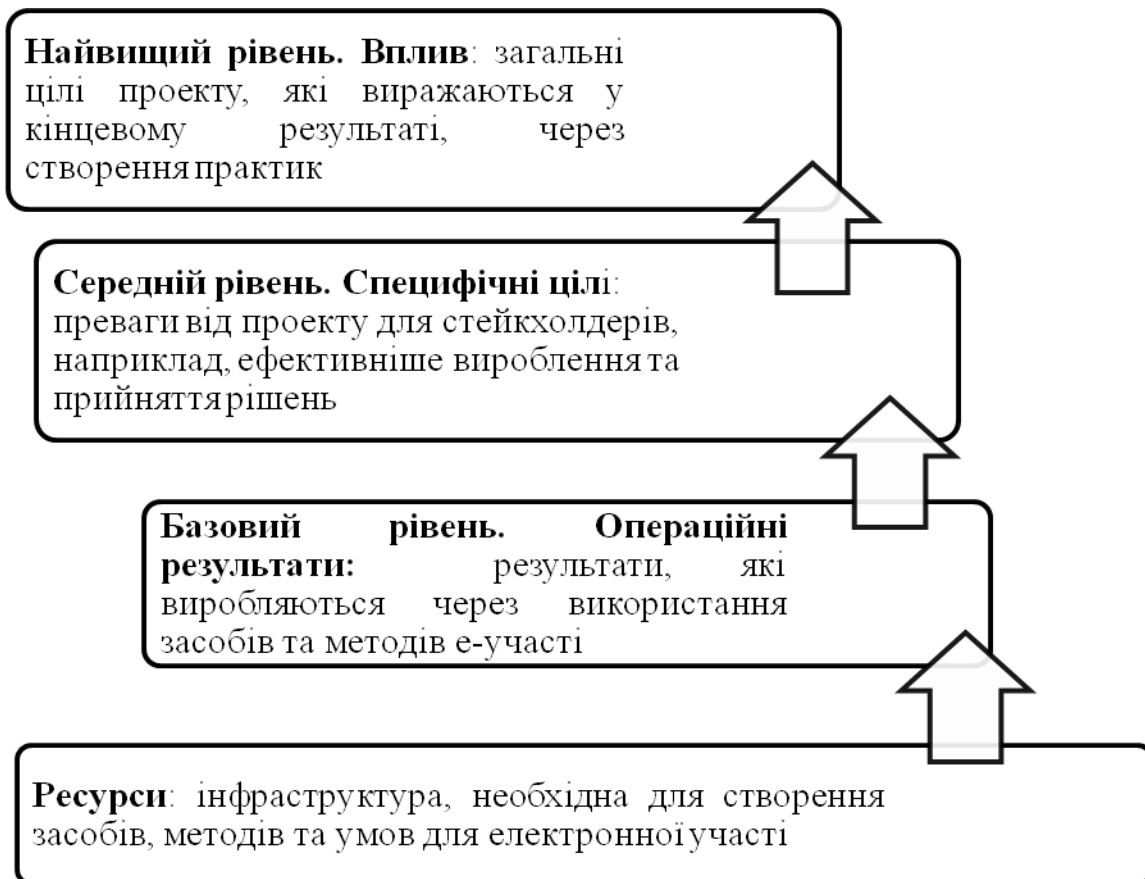 Найвищий рівень. Вплив: загальні
цілі проекту, які виражаються у
кінцевому результаті, через
створення практик
Середній рівень. Специфічні цілі:
переваги від проекту для стейкхолдерів,
наприклад, ефективніше вироблення та
прийняття рішень
Базовий рівень. Операційні
результати: результати, які
виробляються через використання
засобів та методів е-участі
Ресурси: інфраструктура, необхідна для створення
засобів, методів та умов для електронної участі